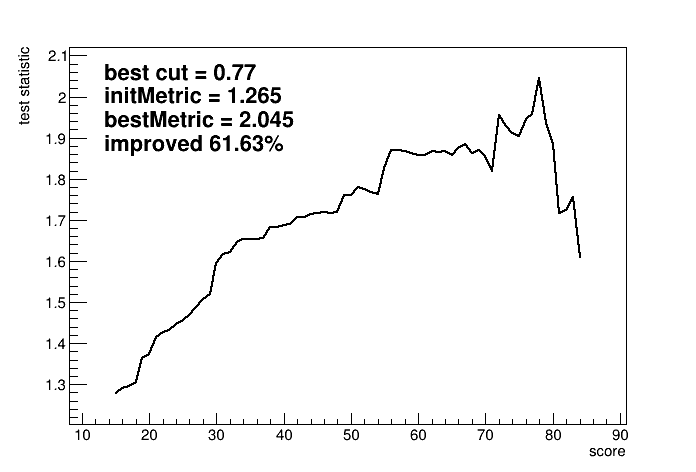 test statistic
best cut = 0.77
initMetric = 1.265
bestMetric = 2.045
improved 61.63%
2.1
2
1.9
1.8
1.7
1.6
1.5
1.4
1.3
10 20 30 40 50 60 70 80 90
score